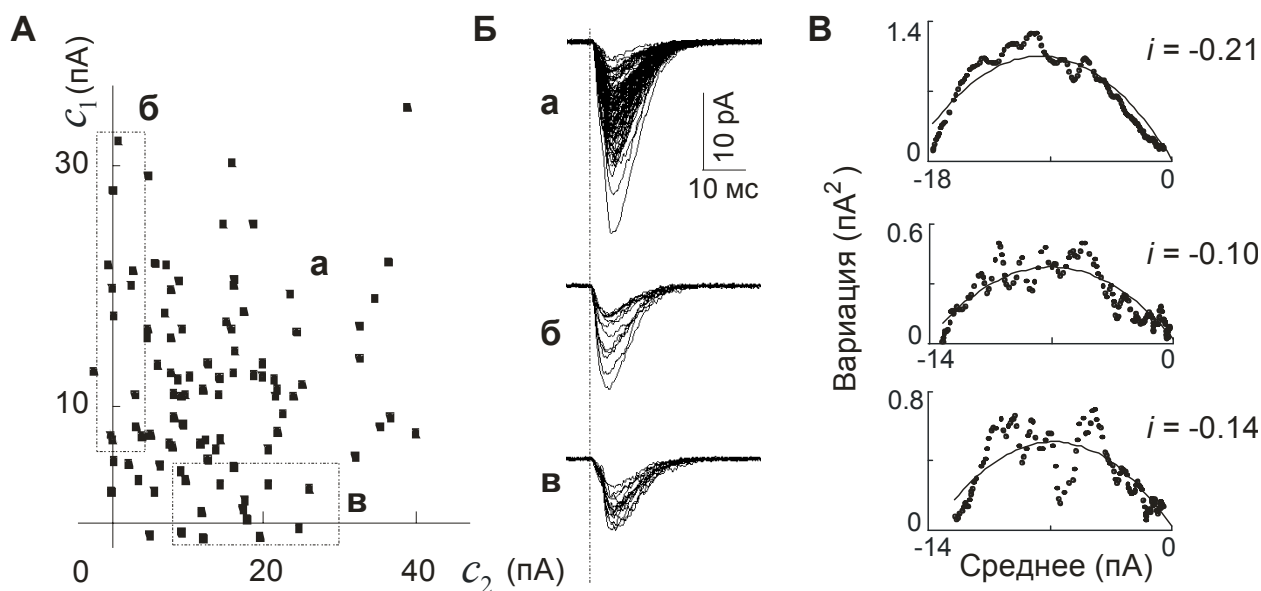 А
c₁ (пА)
б
30
а
10
в
0
20
40
c₂ (пА)
Б
а
10 pA
10 мс
б
в
В
Вариация (пА²)
1.4
i = -0.21
0
-18
0
0.6
i = -0.10
0
-14
0
0.8
i = -0.14
0
-14
0
Среднее (пА)